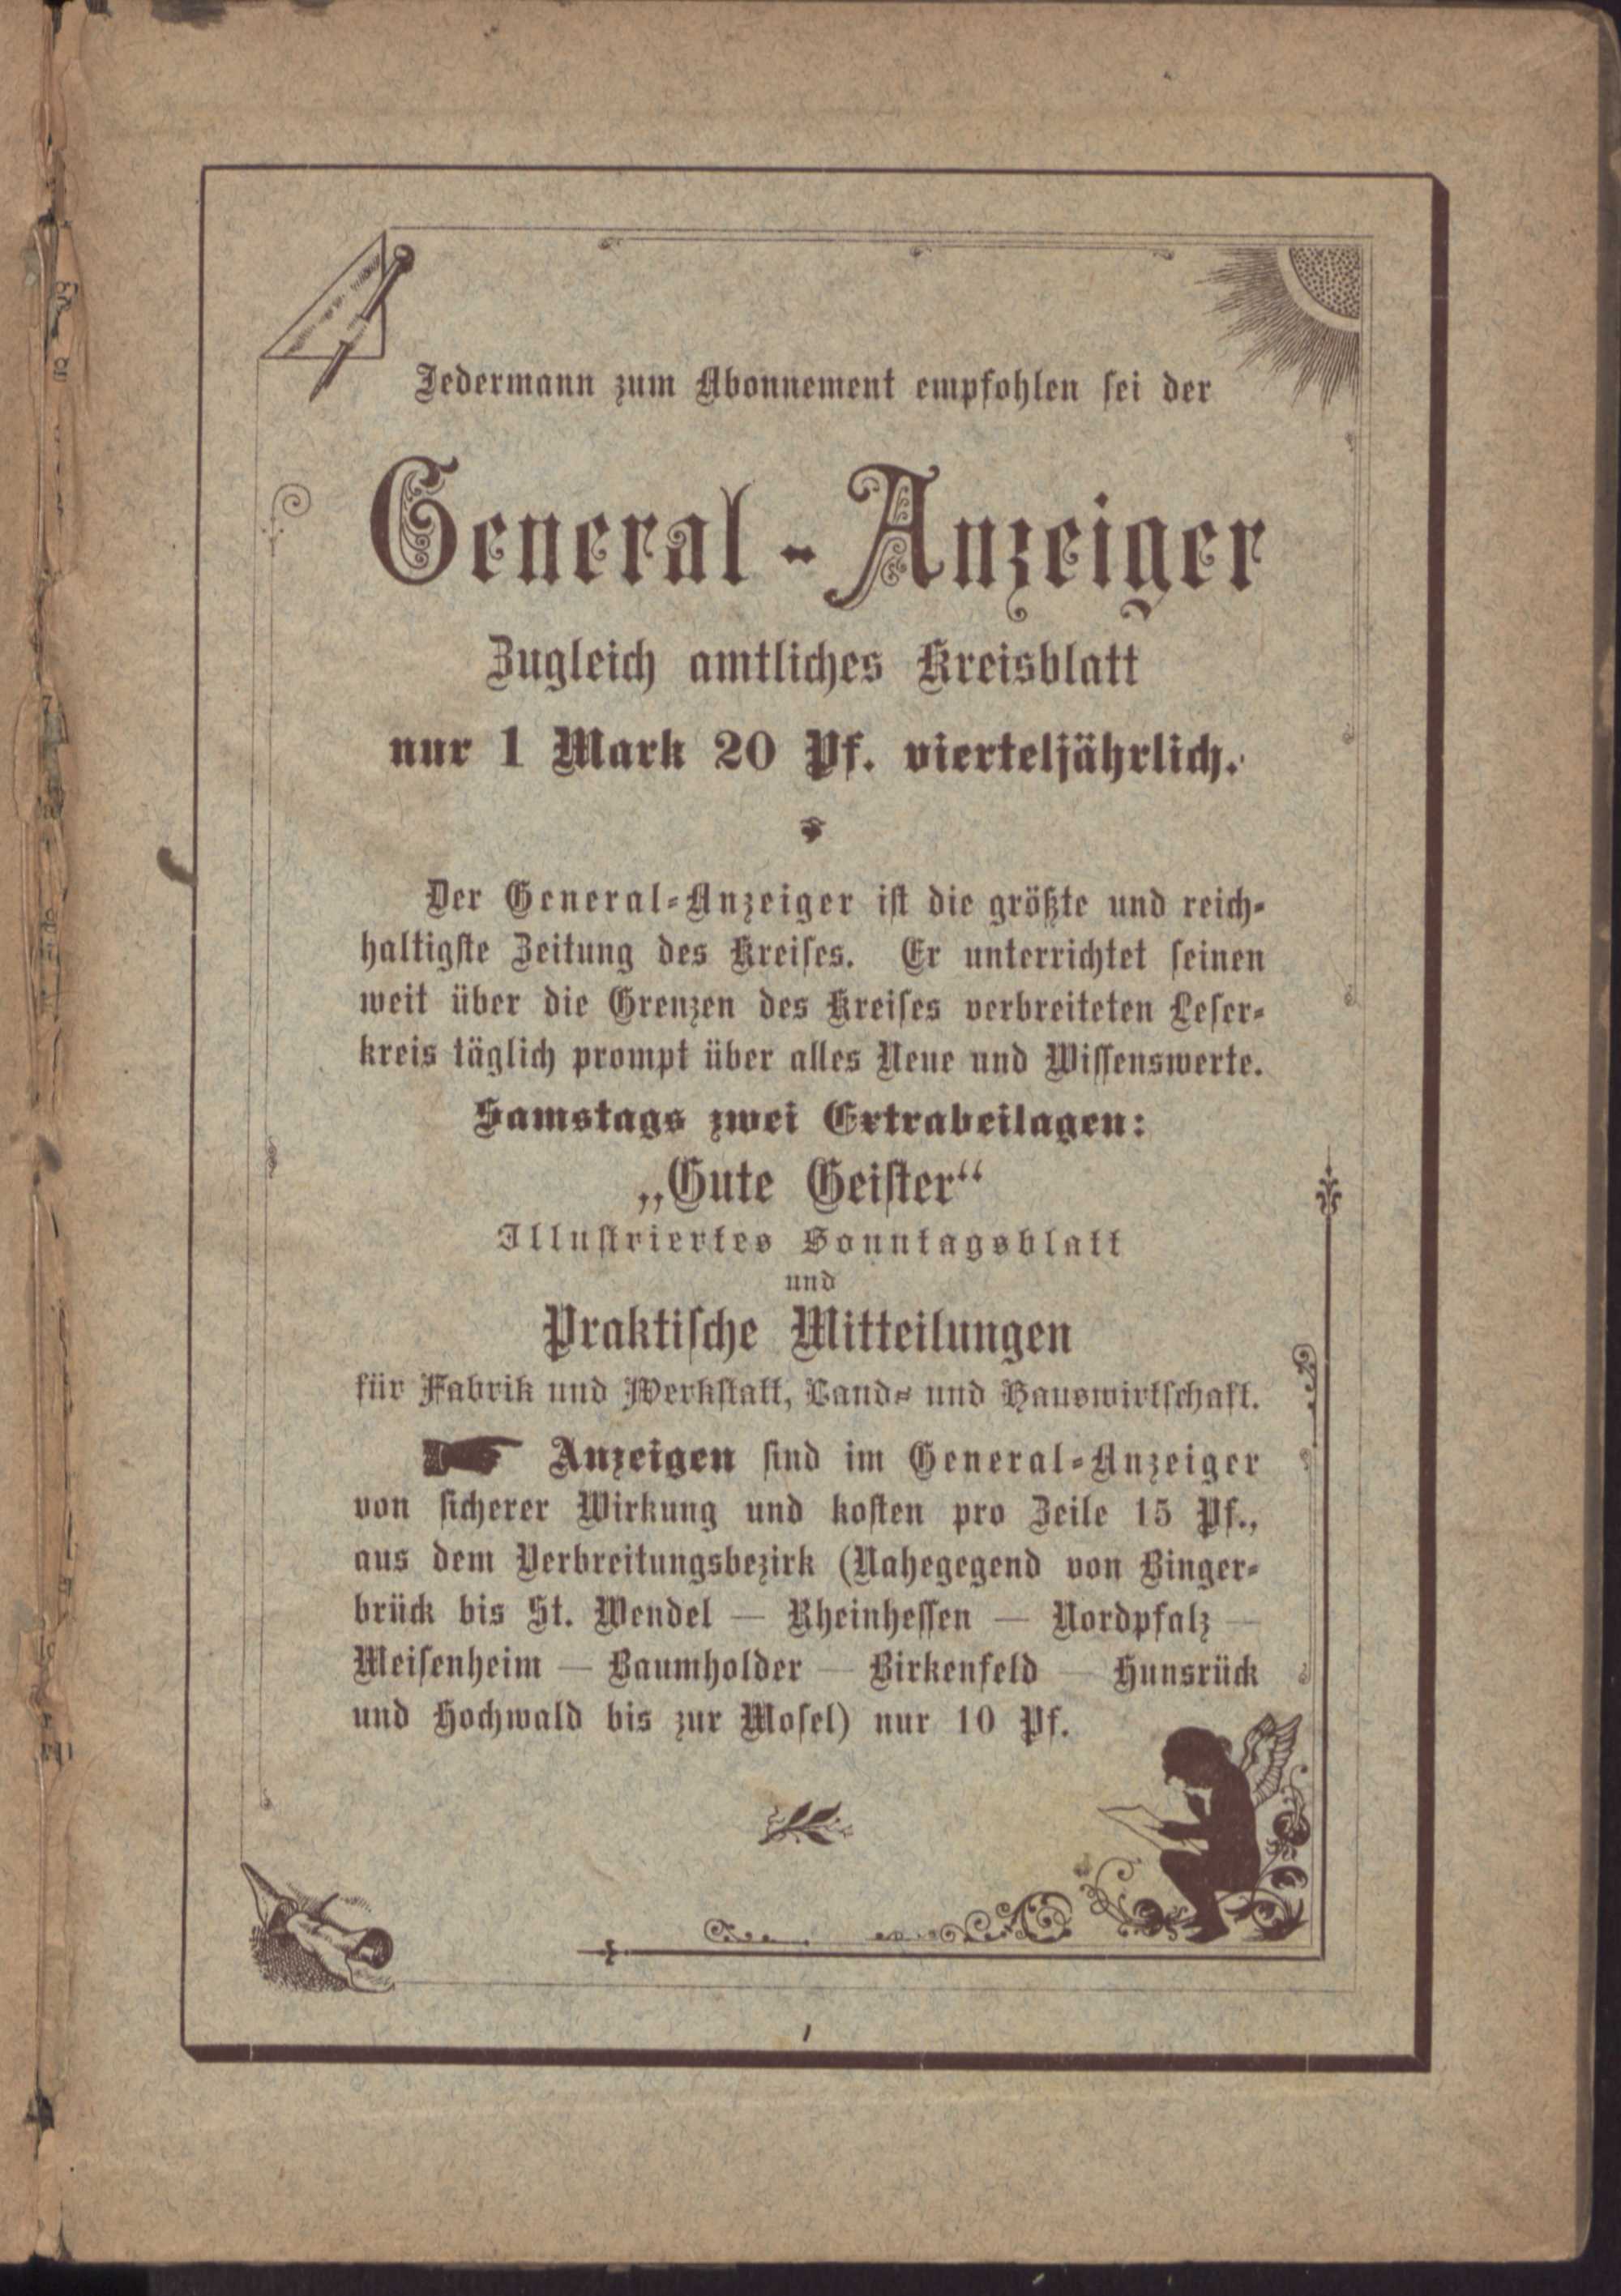 Jedermann zum Abonnement empfohlen sei der
General-Anzeiger
Zugleich amtliches Kreisblatt
nur 1 Mark 20 Pf. vierteljährlich.
Der General-Anzeiger ist die größte und reich-
haltigste Zeitung des Kreises. Er unterrichtet seinen
weit über die Grenzen des Kreises verbreiteten Leser-
kreis täglich prompt über alles Neue und Wissenswerte.
Samstags zwei Extrabeilagen:
„Gute Geister“
Illustriertes Sonntagsblatt
und
Praktische Mitteilungen
für Fabrik und Werkstatt, Land- und Hauswirtschaft.
Anzeigen sind im General-Anzeiger
von sicherer Wirkung und kosten pro Zeile 15 Pf.,
aus dem Verbreitungsbezirk (Nahegegend von Binger-
brück bis St. Wendel — Rheinhessen — Nordpfalz —
Meisenheim — Baumholder — Birkenfeld — Hunsrück
und Hochwald bis zur Mosel) nur 10 Pf.